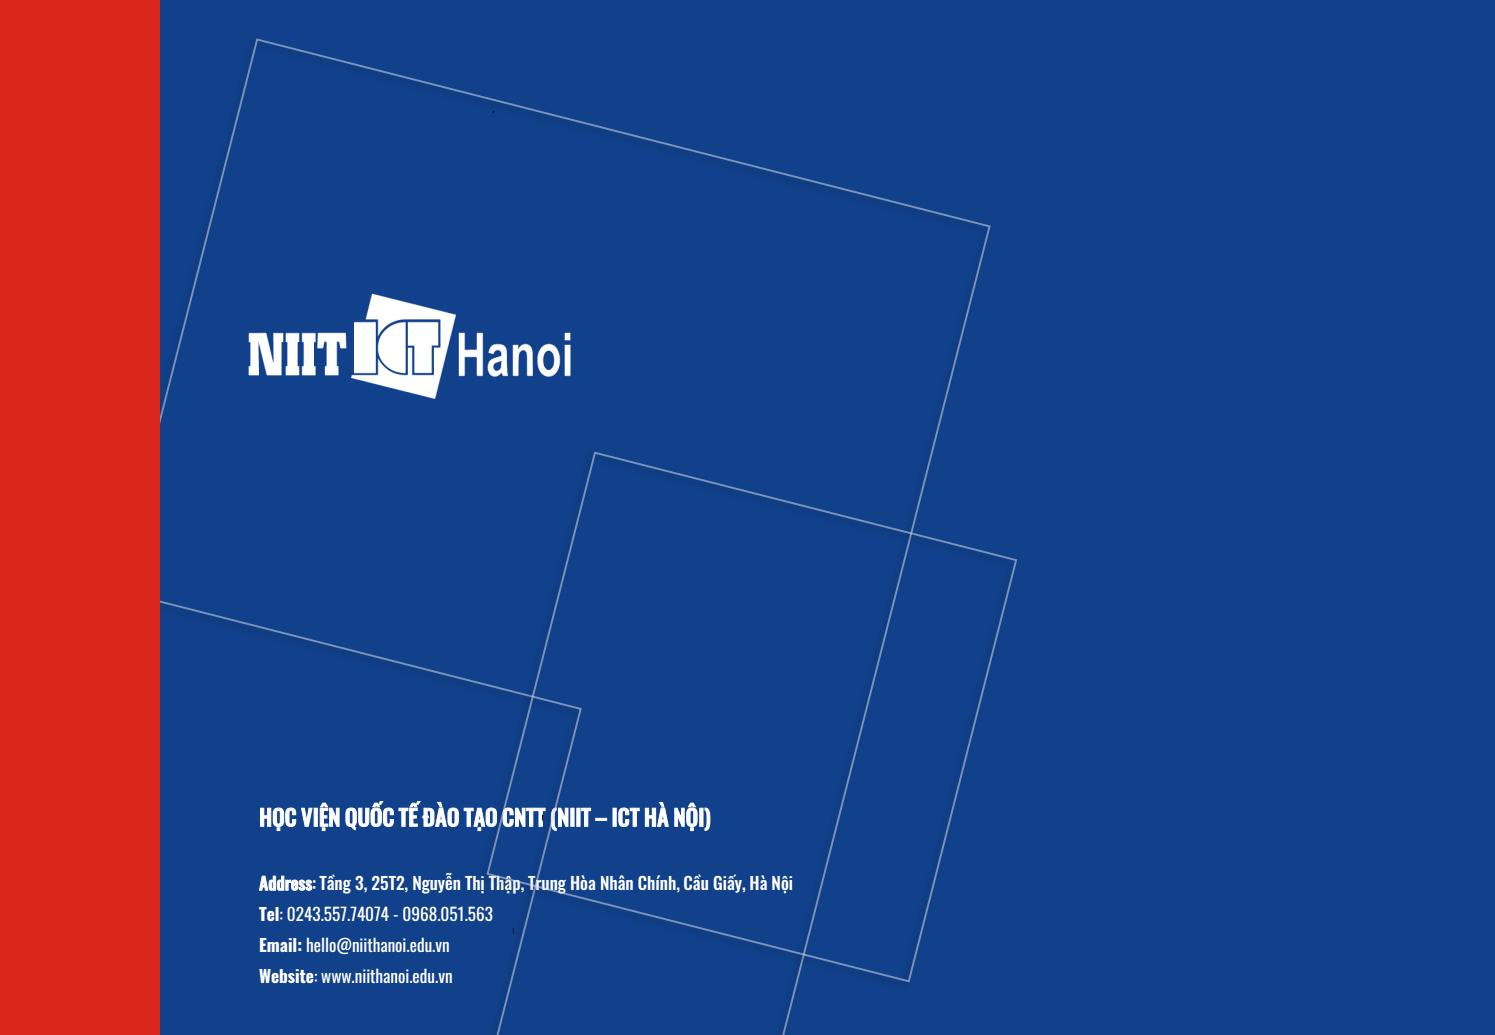 NIIT ICT Hanoi
HỌC VIỆN QUỐC TẾ ĐÀO TẠO CNTT (NIIT – ICT HÀ NỘI)
Address: Tầng 3, 25T2, Nguyễn Thị Thập, Trung Hòa Nhân Chính, Cầu Giấy, Hà Nội
Tel: 0243.557.74074 - 0968.051.563
Email: hello@niithanoi.edu.vn
Website: www.niithanoi.edu.vn